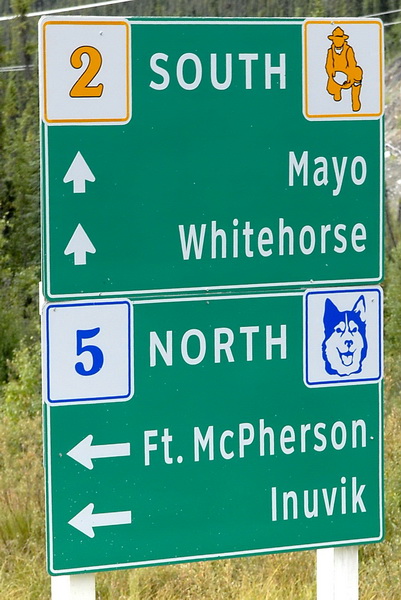 2 SOUTH
Mayo
Whitehorse
5 NORTH
Ft. McPherson
Inuvik